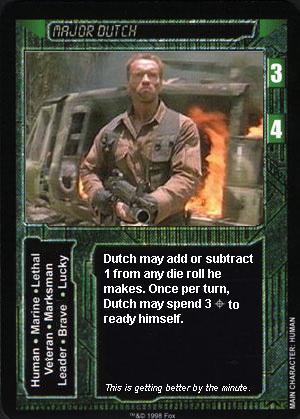 MAJOR DUTCH
3
4
Human • Marine • Lethal
Veteran • Marksman
Leader • Brave • Lucky
Dutch may add or subtract
1 from any die roll he
makes. Once per turn,
Dutch may spend 3 ⌖ to
ready himself.
This is getting better by the minute.
MAIN CHARACTER: HUMAN
™&© 1998 Fox